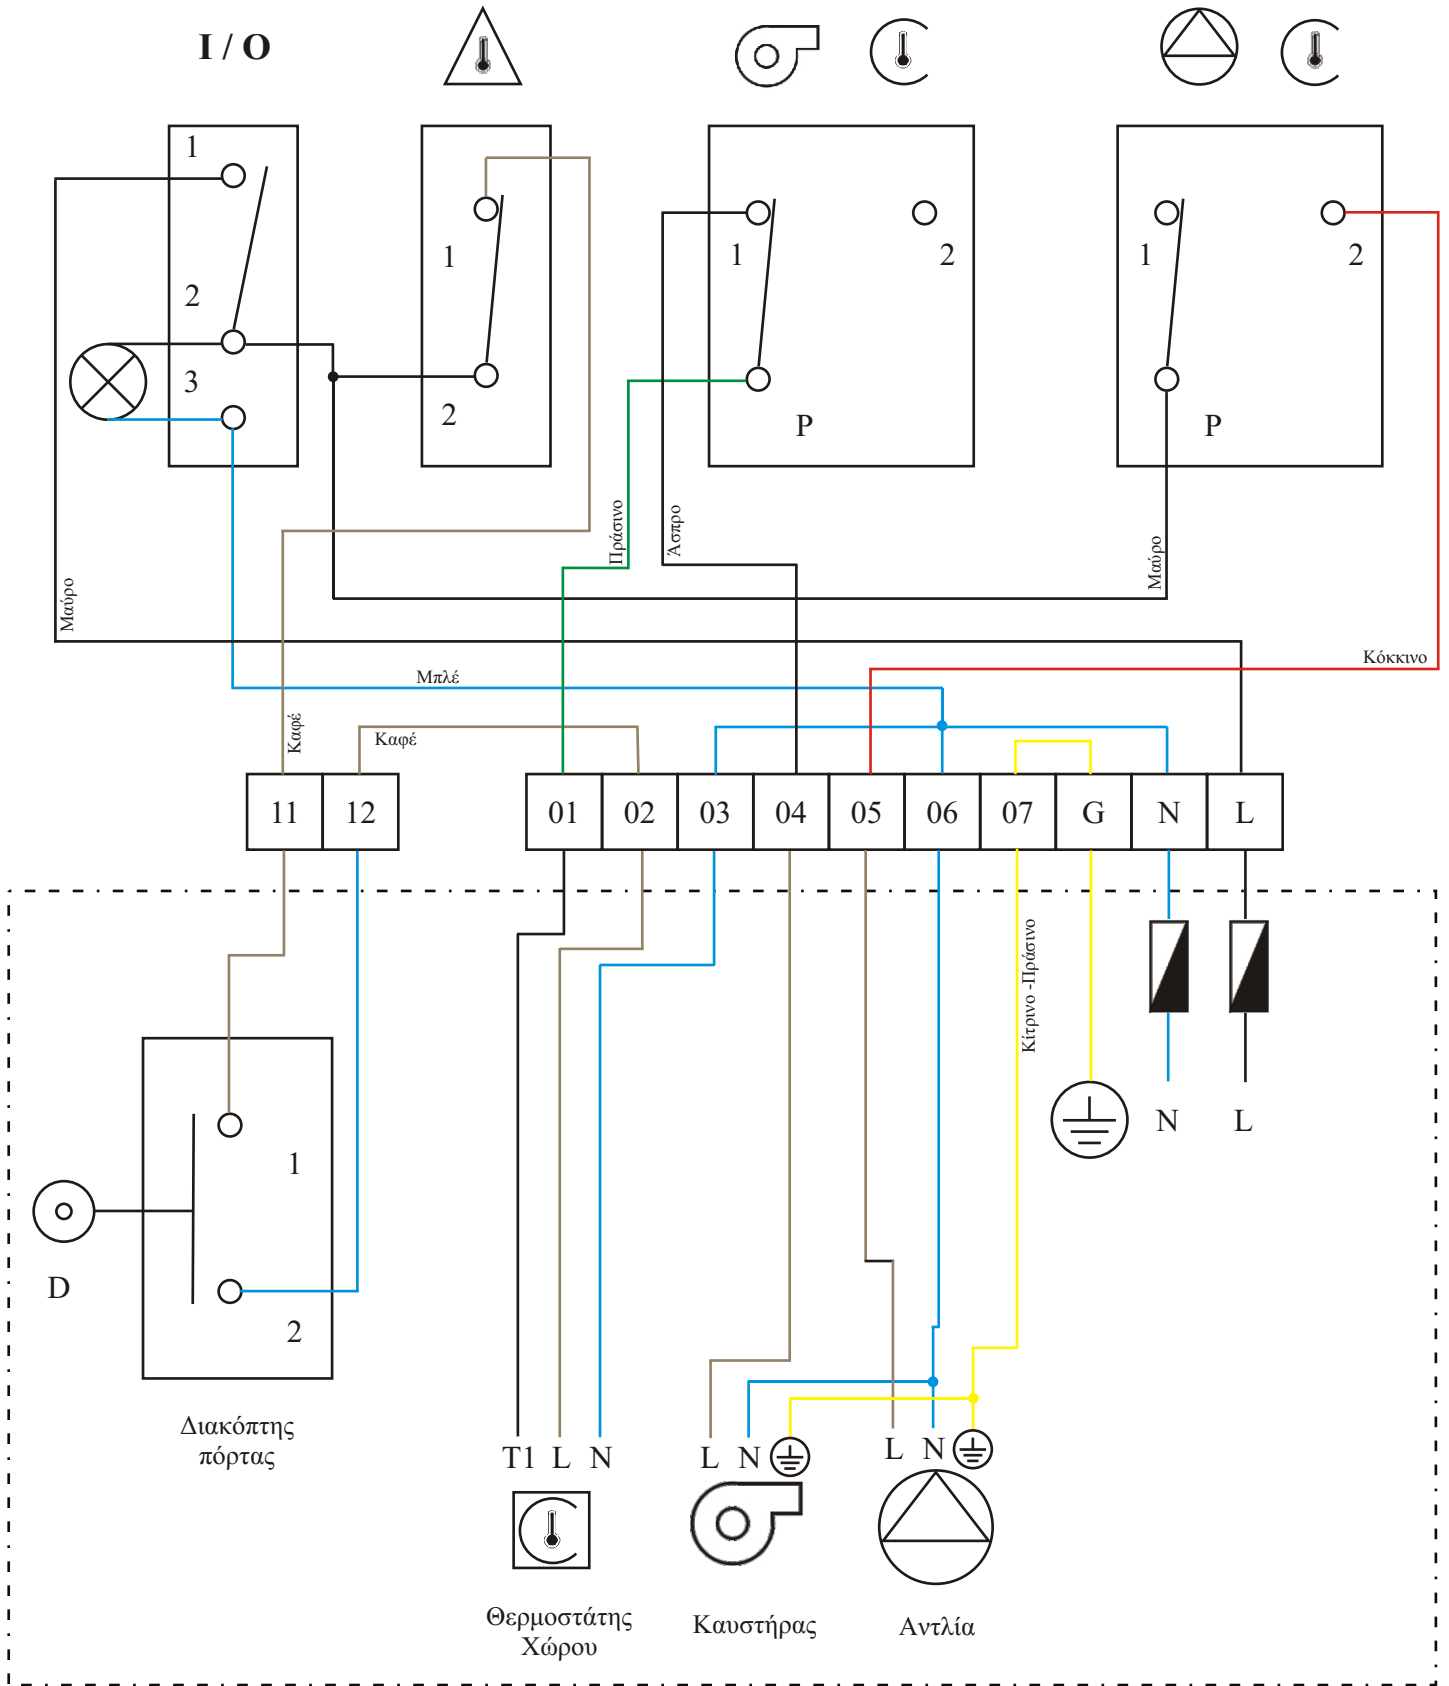 I / O
1
2
3
1
2
1
2
P
1
2
P
Πράσινο
Άσπρο
Μαύρο
Μαύρο
Κόκκινο
Μπλέ
Καφέ
Καφέ
11
12
01
02
03
04
05
06
07
G
N
L
Κίτρινο -Πράσινο
N
L
1
D
2
Διακόπτης
πόρτας
T1
L
N
L
N
L
N
Θερμοστάτης
Χώρου
Καυστήρας
Αντλία